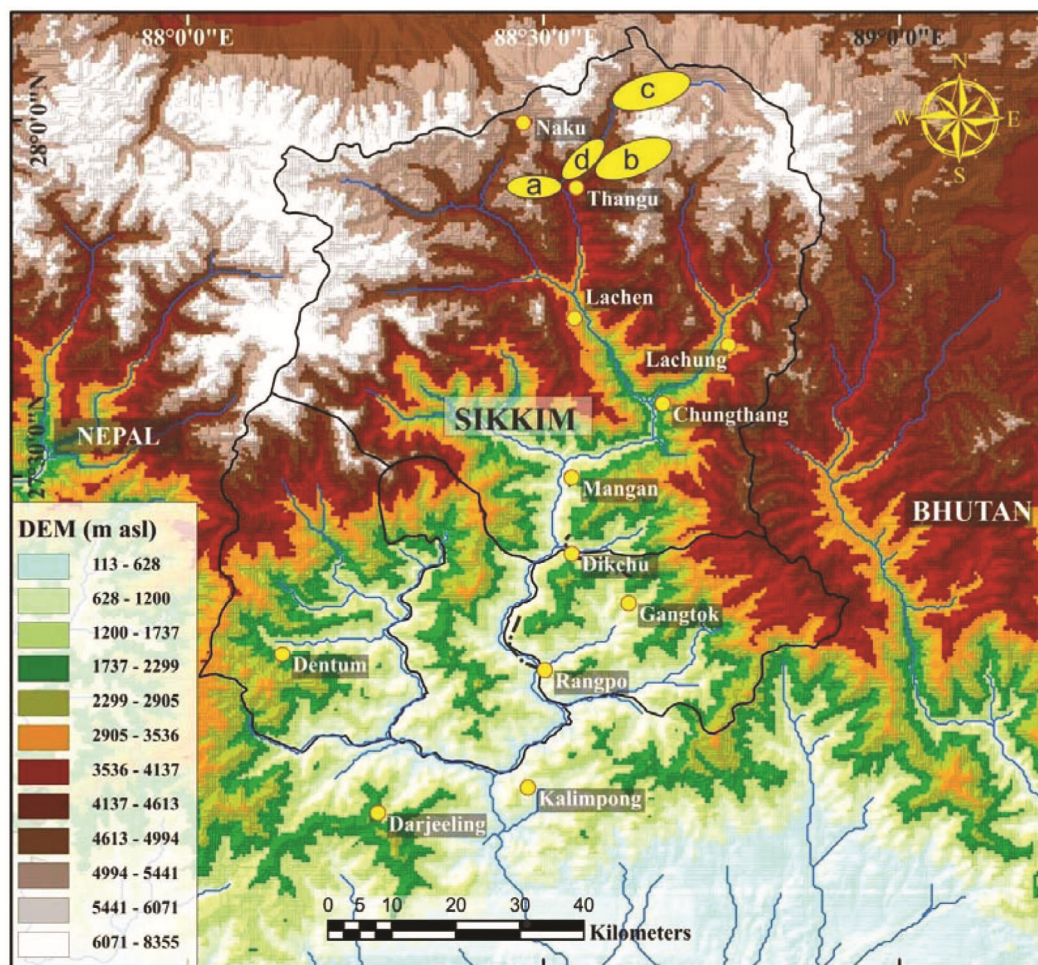 88°0'0"E
88°30'0"E
89°0'0"E
N
W
E
S
28°0'0"N
27°30'0"N
c
Naku
d
b
a
Thangu
Lachen
Lachung
SIKKIM
Chungthang
NEPAL
Mangan
BHUTAN
Dikchu
Gangtok
Dentum
Rangpo
Kalimpong
Darjeeling
DEM (m asl)
113 - 628
628 - 1200
1200 - 1737
1737 - 2299
2299 - 2905
2905 - 3536
3536 - 4137
4137 - 4613
4613 - 4994
4994 - 5441
5441 - 6071
6071 - 8355
0 5 10 20 30 40
Kilometers